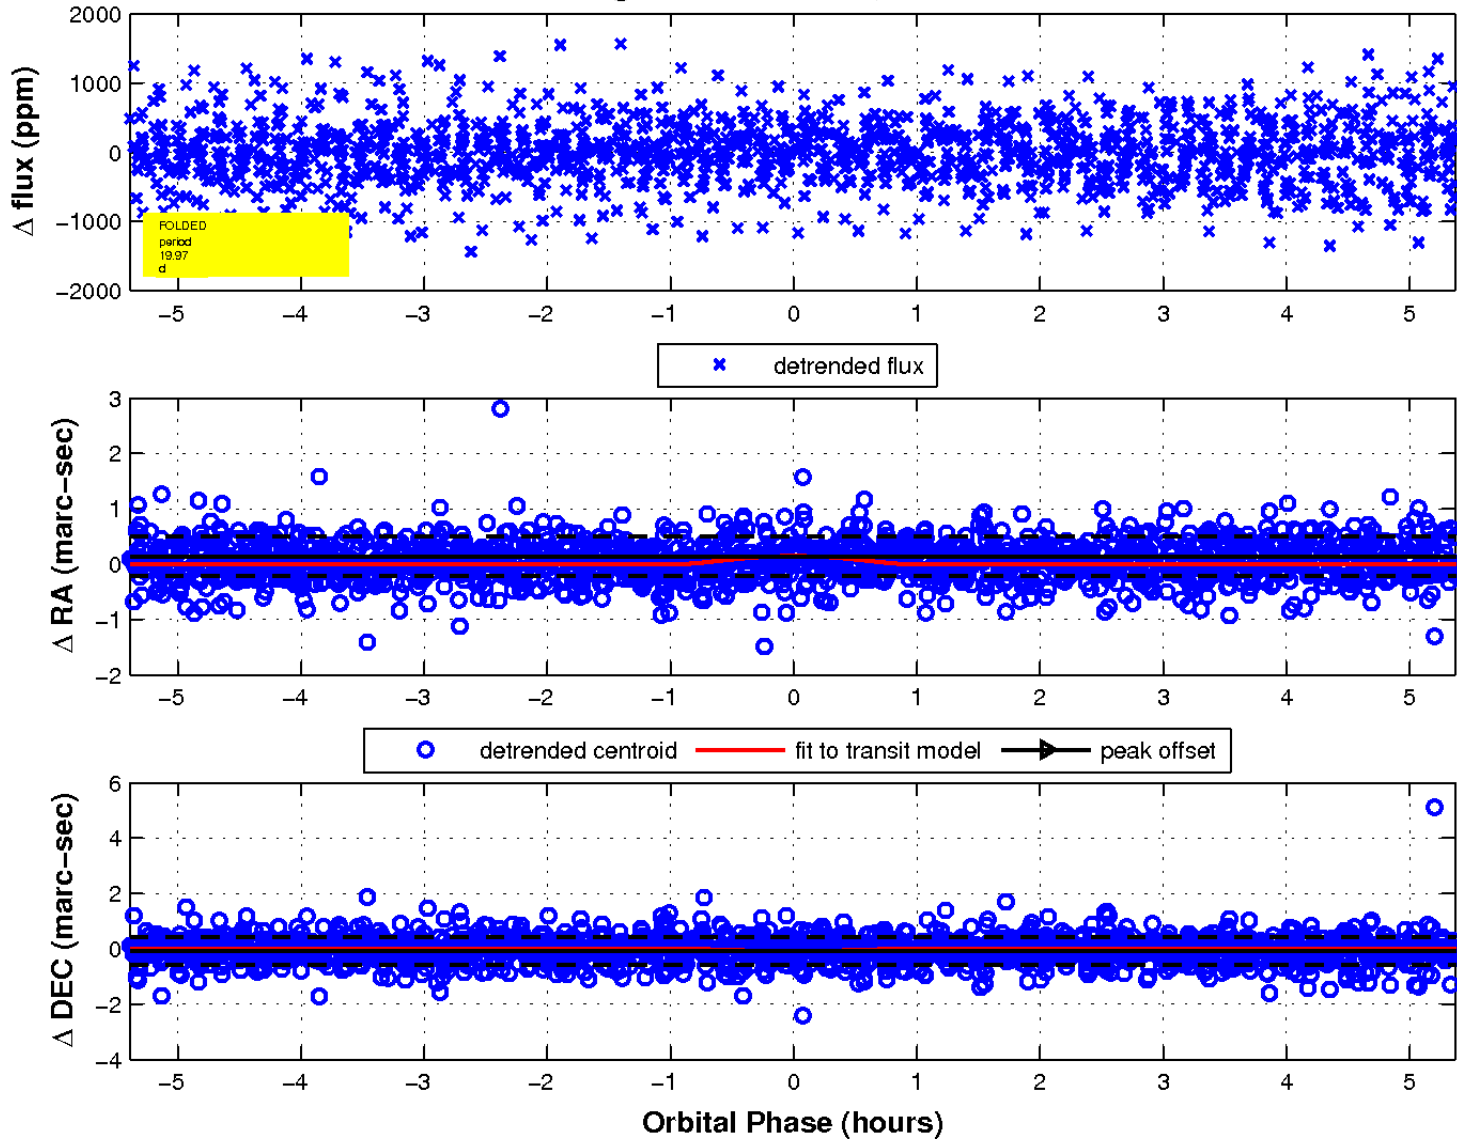 2000
1000
0
−1000
−2000
Δ flux (ppm)
FOLDED
period
19.97
d
−5 −4 −3 −2 −1 0 1 2 3 4 5
detrended flux
3
2
1
0
−1
−2
Δ RA (marc−sec)
−5 −4 −3 −2 −1 0 1 2 3 4 5
detrended centroid fit to transit model peak offset
6
4
2
0
−2
−4
Δ DEC (marc−sec)
−5 −4 −3 −2 −1 0 1 2 3 4 5
Orbital Phase (hours)